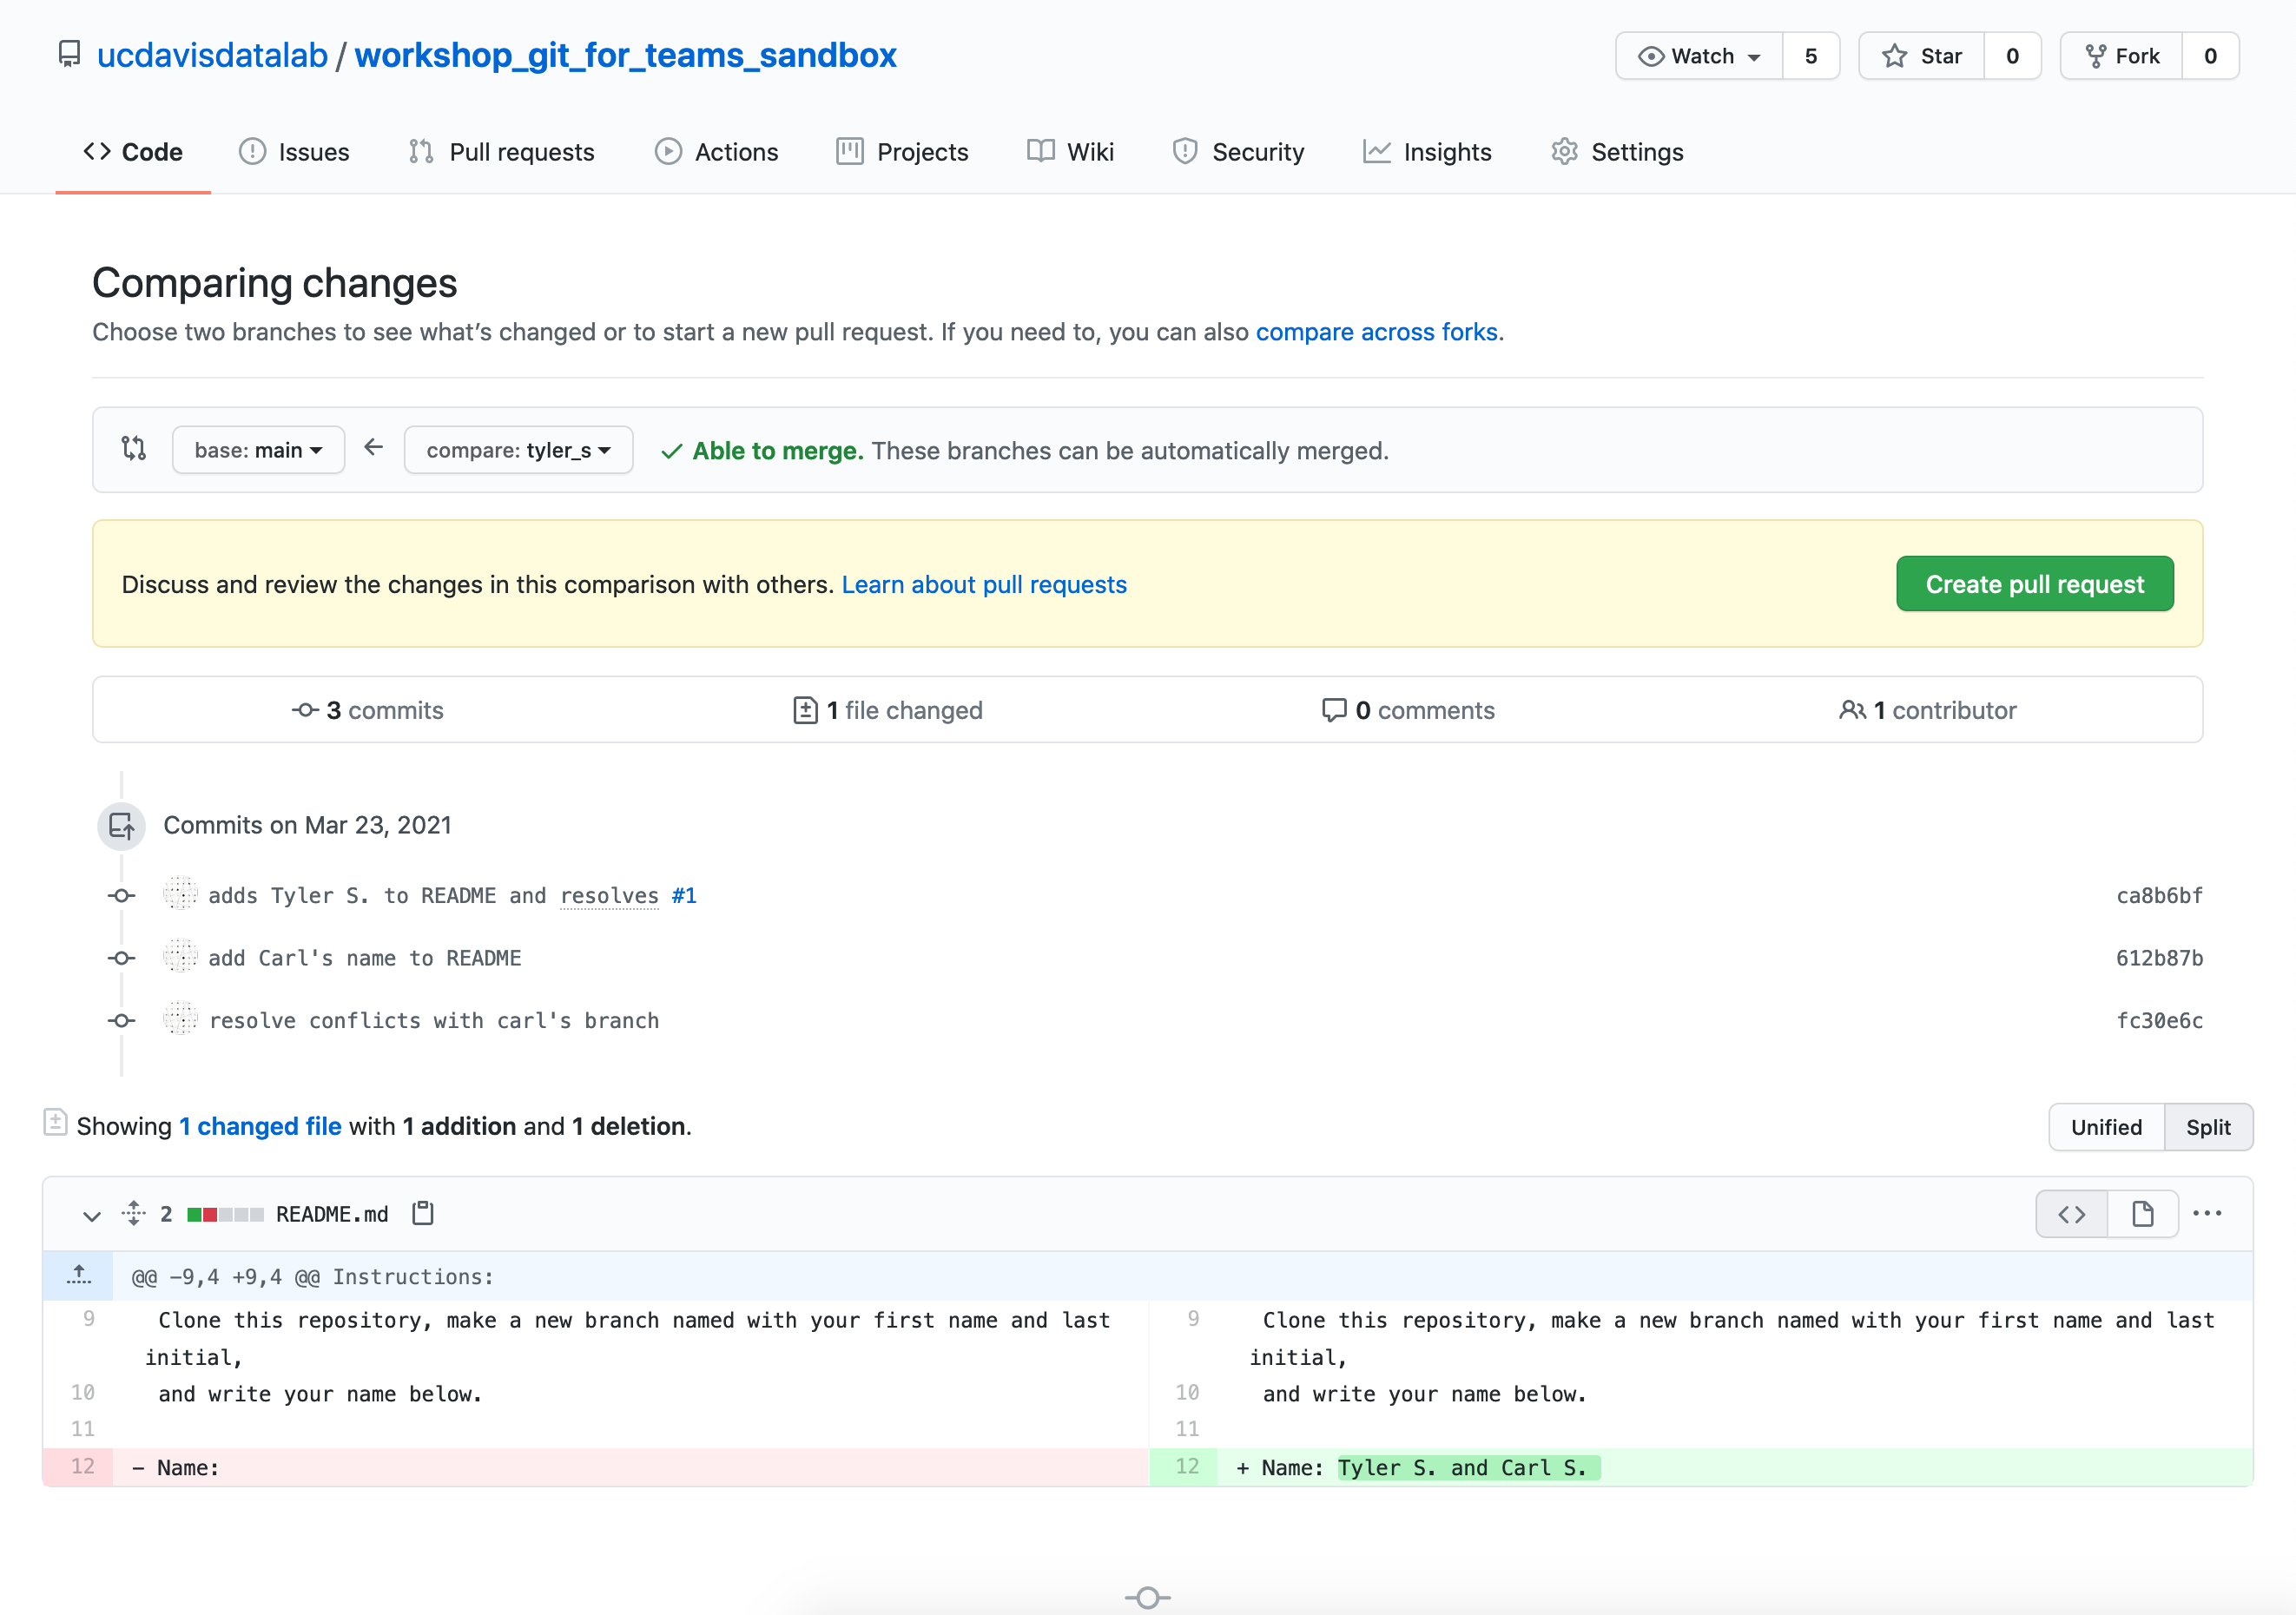 ucdavisdatalab / workshop_git_for_teams_sandbox
Watch 5 Star 0 Fork 0
Code Issues Pull requests Actions Projects Wiki Security Insights Settings
Comparing changes
Choose two branches to see what’s changed or to start a new pull request. If you need to, you can also compare across forks.
base: main compare: tyler_s Able to merge. These branches can be automatically merged.
Discuss and review the changes in this comparison with others. Learn about pull requests Create pull request
3 commits 1 file changed 0 comments 1 contributor
Commits on Mar 23, 2021
adds Tyler S. to README and resolves #1 ca8b6bf
add Carl's name to README 612b87b
resolve conflicts with carl's branch fc30e6c
Showing 1 changed file with 1 addition and 1 deletion. Unified Split
2 README.md
@@ -9,4 +9,4 @@ Instructions:
9 Clone this repository, make a new branch named with your first name and last 9 Clone this repository, make a new branch named with your first name and last
initial, initial,
10 and write your name below. 10 and write your name below.
11 11
12 - Name: 12 + Name: Tyler S. and Carl S.